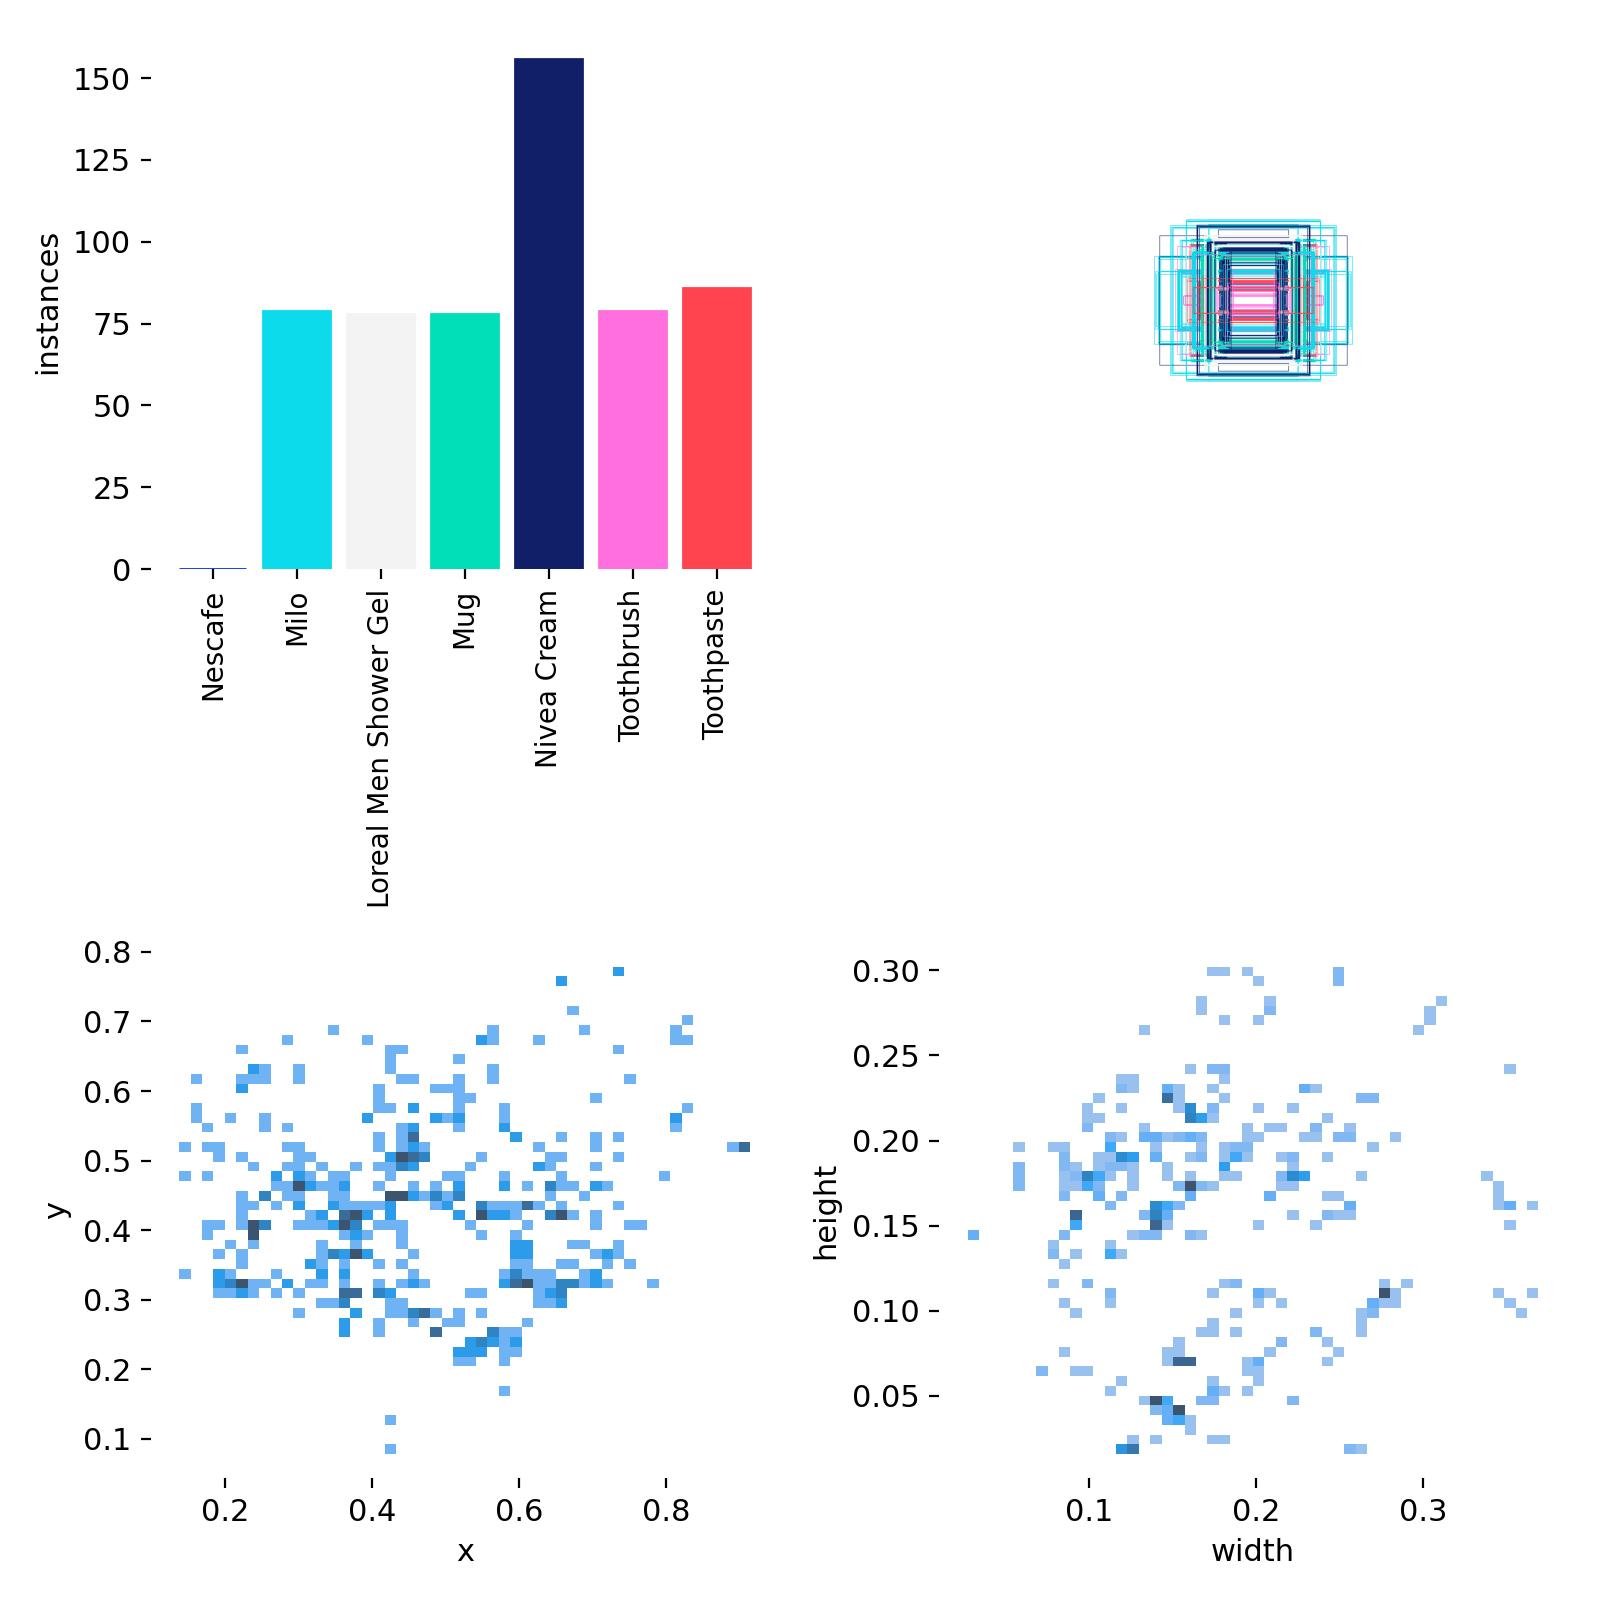 150
125
100
75
50
25
0
instances
Nescafe
Milo
Loreal Men Shower Gel
Mug
Nivea Cream
Toothbrush
Toothpaste
0.8
0.7
0.6
0.5
0.4
0.3
0.2
0.1
y
0.2 0.4 0.6 0.8
x
0.30
0.25
0.20
0.15
0.10
0.05
height
0.1 0.2 0.3
width